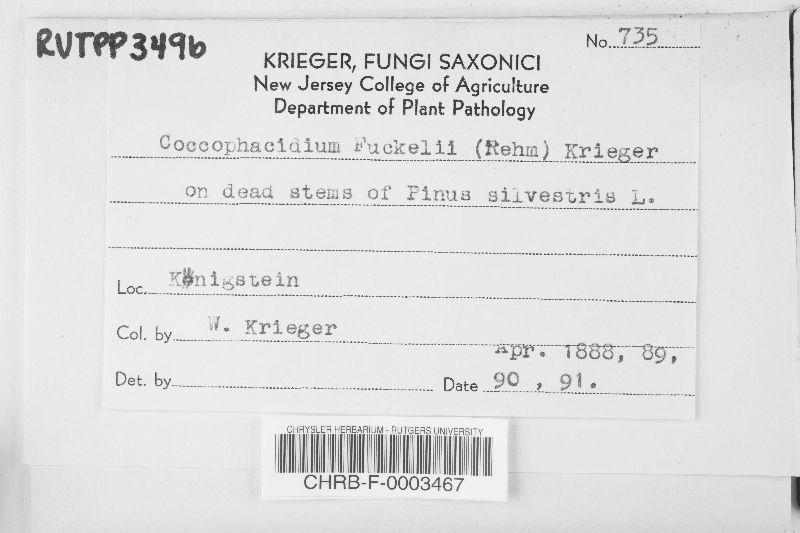 RUTPP3496
No. 735
KRIEGER, FUNGI SAXONICI
New Jersey College of Agriculture
Department of Plant Pathology
Coccophacidium Fuckelii (Rehm) Krieger
on dead stems of Pinus silvestris L.
Loc. Königstein
Col. by W. Krieger
Apr. 1888, 89,
Det. by Date 90, 91.
CHRYSLER HERBARIUM - RUTGERS UNIVERSITY
CHRB-F-0003467